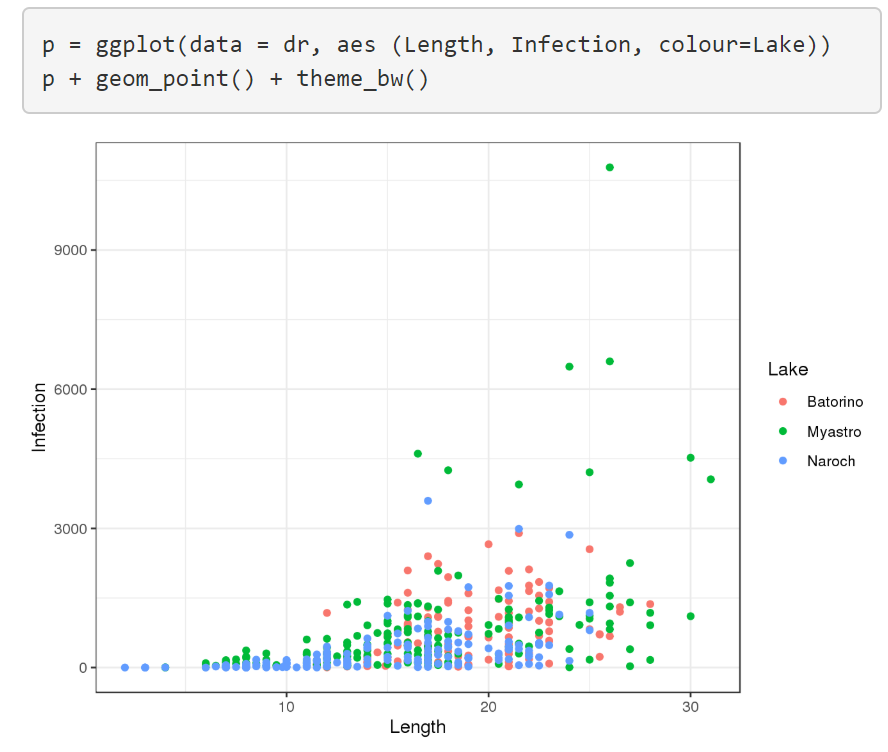 p = ggplot(data = dr, aes (Length, Infection, colour=Lake))
p + geom_point() + theme_bw()
9000
6000
3000
0
Infection
10
20
30
Length
Lake
Batorino
Myastro
Naroch